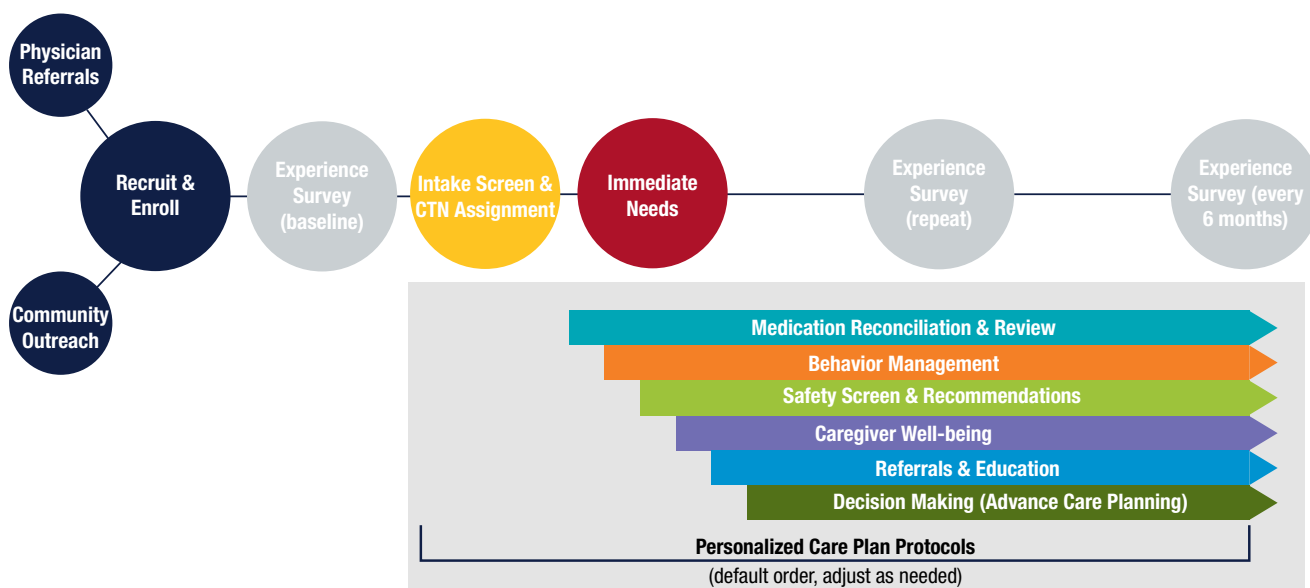 Physician
Referrals
Recruit &
Enroll
Community
Outreach
Experience
Survey
(baseline)
Intake Screen &
CTN Assignment
Immediate
Needs
Experience
Survey
(repeat)
Experience
Survey (every
6 months)
Medication Reconciliation & Review
Behavior Management
Safety Screen & Recommendations
Caregiver Well-being
Referrals & Education
Decision Making (Advance Care Planning)
Personalized Care Plan Protocols
(default order, adjust as needed)